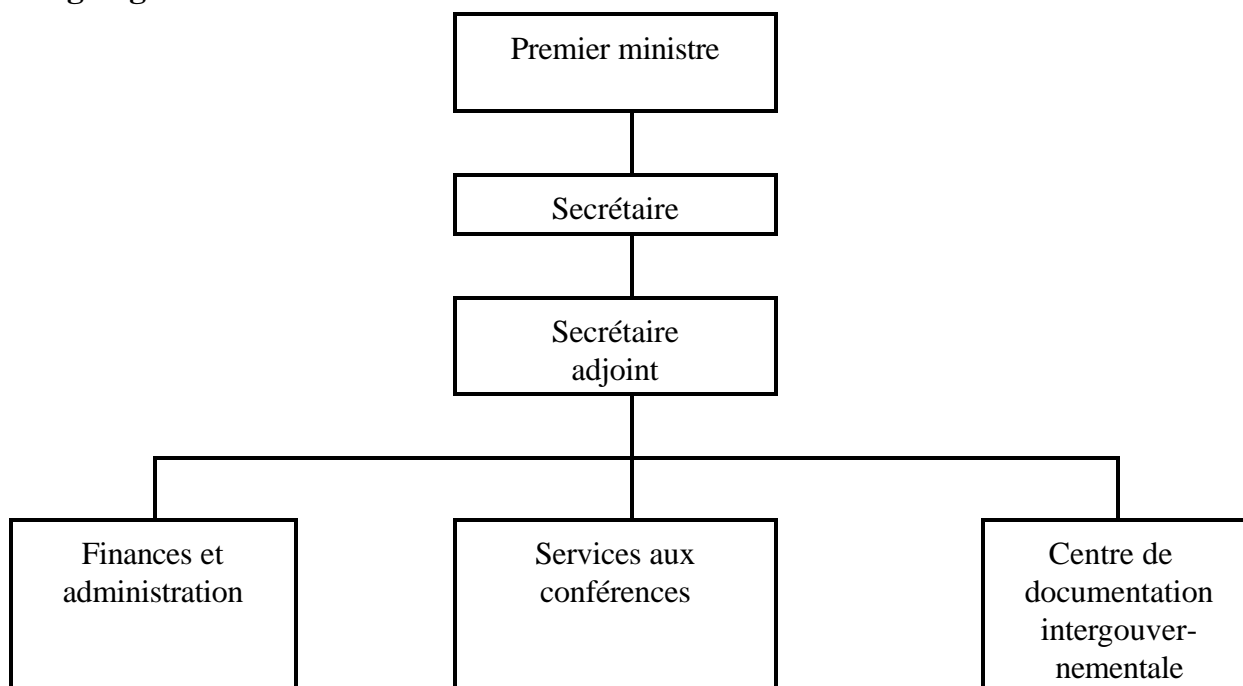 Premier ministre
Secrétaire
Secrétaire
adjoint
Finances et
administration
Services aux
conférences
Centre de
documentation
intergouver-
nementale